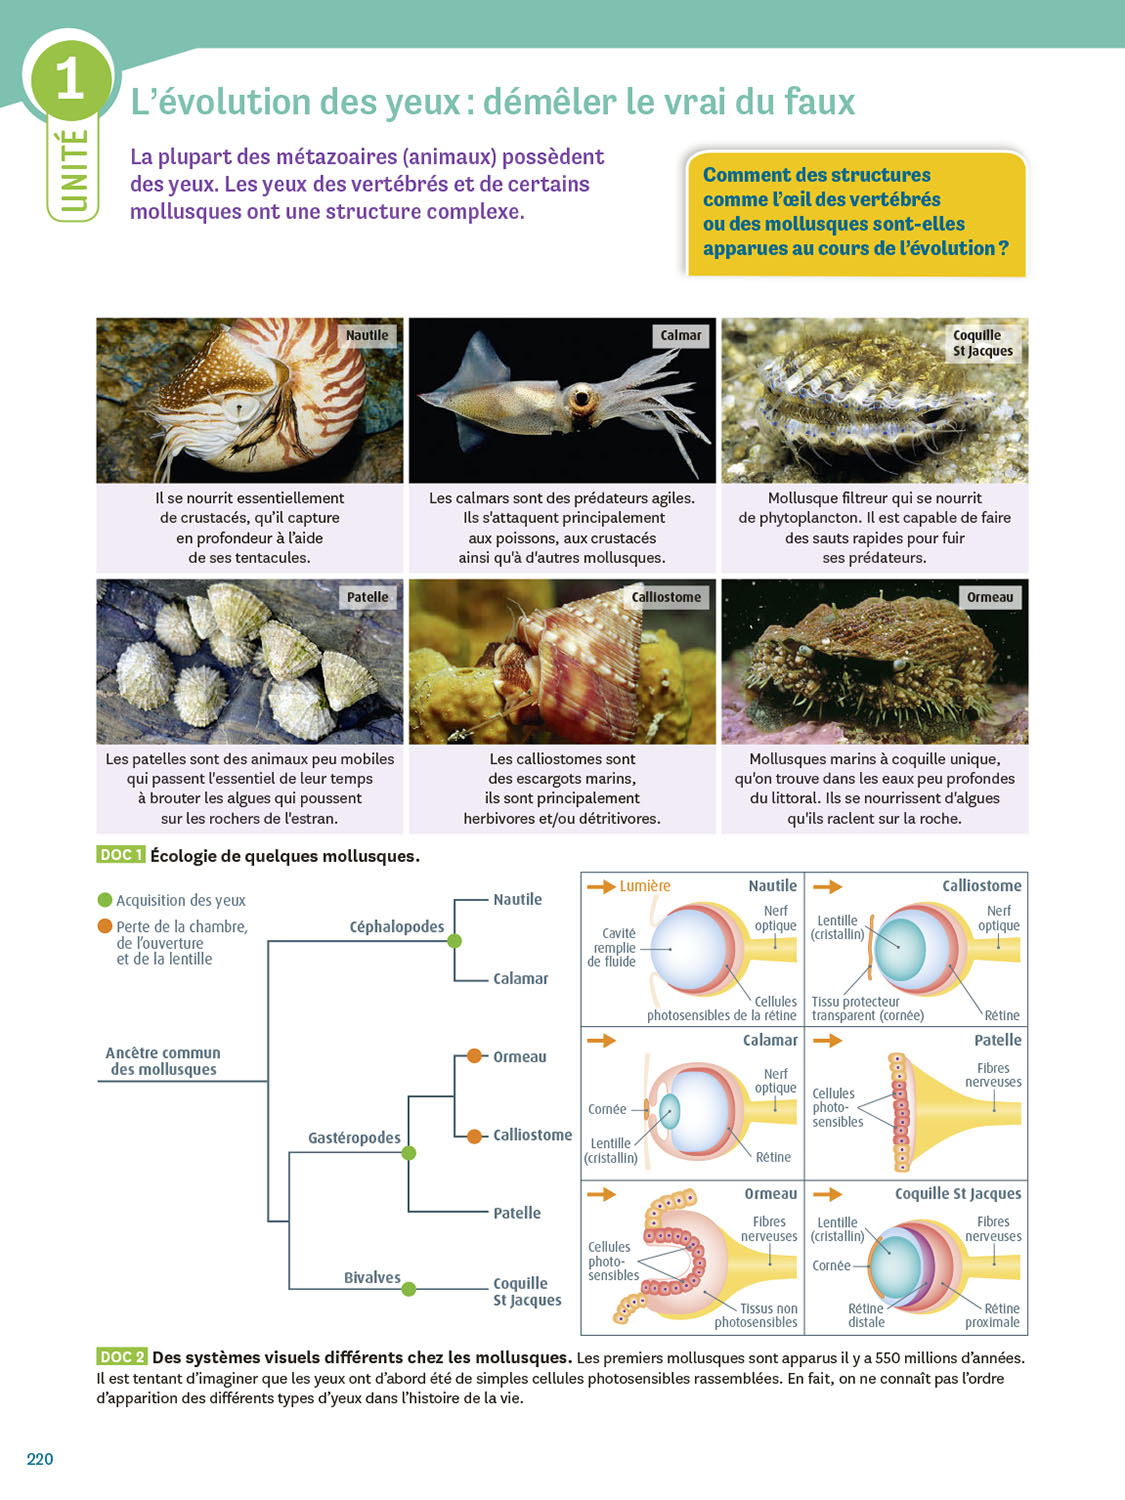 1
UNITÉ
L’évolution des yeux : démêler le vrai du faux
La plupart des métazoaires (animaux) possèdent
des yeux. Les yeux des vertébrés et de certains
mollusques ont une structure complexe.
Comment des structures
comme l’œil des vertébrés
ou des mollusques sont-elles
apparues au cours de l’évolution ?
Nautile
Il se nourrit essentiellement
de crustacés, qu’il capture
en profondeur à l’aide
de ses tentacules.
Calmar
Les calmars sont des prédateurs agiles.
Ils s'attaquent principalement
aux poissons, aux crustacés
ainsi qu'à d'autres mollusques.
Coquille
St Jacques
Mollusque filtreur qui se nourrit
de phytoplancton. Il est capable de faire
des sauts rapides pour fuir
ses prédateurs.
Patelle
Les patelles sont des animaux peu mobiles
qui passent l'essentiel de leur temps
à brouter les algues qui poussent
sur les rochers de l'estran.
Calliostome
Les calliostomes sont
des escargots marins,
ils sont principalement
herbivores et/ou détritivores.
Ormeau
Mollusques marins à coquille unique,
qu'on trouve dans les eaux peu profondes
du littoral. Ils se nourrissent d'algues
qu'ils raclent sur la roche.
DOC 1 Écologie de quelques mollusques.
Acquisition des yeux
Perte de la chambre,
de l’ouverture
et de la lentille
Ancêtre commun
des mollusques
Céphalopodes
Nautile
Calamar
Gastéropodes
Ormeau
Calliostome
Patelle
Bivalves
Coquille
St Jacques
Lumière
Nautile
Nerf
optique
Cavité
remplie
de fluide
Cellules
photosensibles de la rétine
Calliostome
Lentille
(cristallin)
Nerf
optique
Tissu protecteur
transparent (cornée)
Rétine
Calamar
Nerf
optique
Cornée
Lentille
(cristallin)
Rétine
Patelle
Fibres
nerveuses
Cellules
photo-
sensibles
Ormeau
Fibres
nerveuses
Cellules
photo-
sensibles
Tissus non
photosensibles
Coquille St Jacques
Lentille
(cristallin)
Fibres
nerveuses
Cornée
Rétine
distale
Rétine
proximale
DOC 2 Des systèmes visuels différents chez les mollusques. Les premiers mollusques sont apparus il y a 550 millions d’années.
Il est tentant d’imaginer que les yeux ont d’abord été de simples cellules photosensibles rassemblées. En fait, on ne connaît pas l’ordre
d’apparition des différents types d’yeux dans l’histoire de la vie.
220